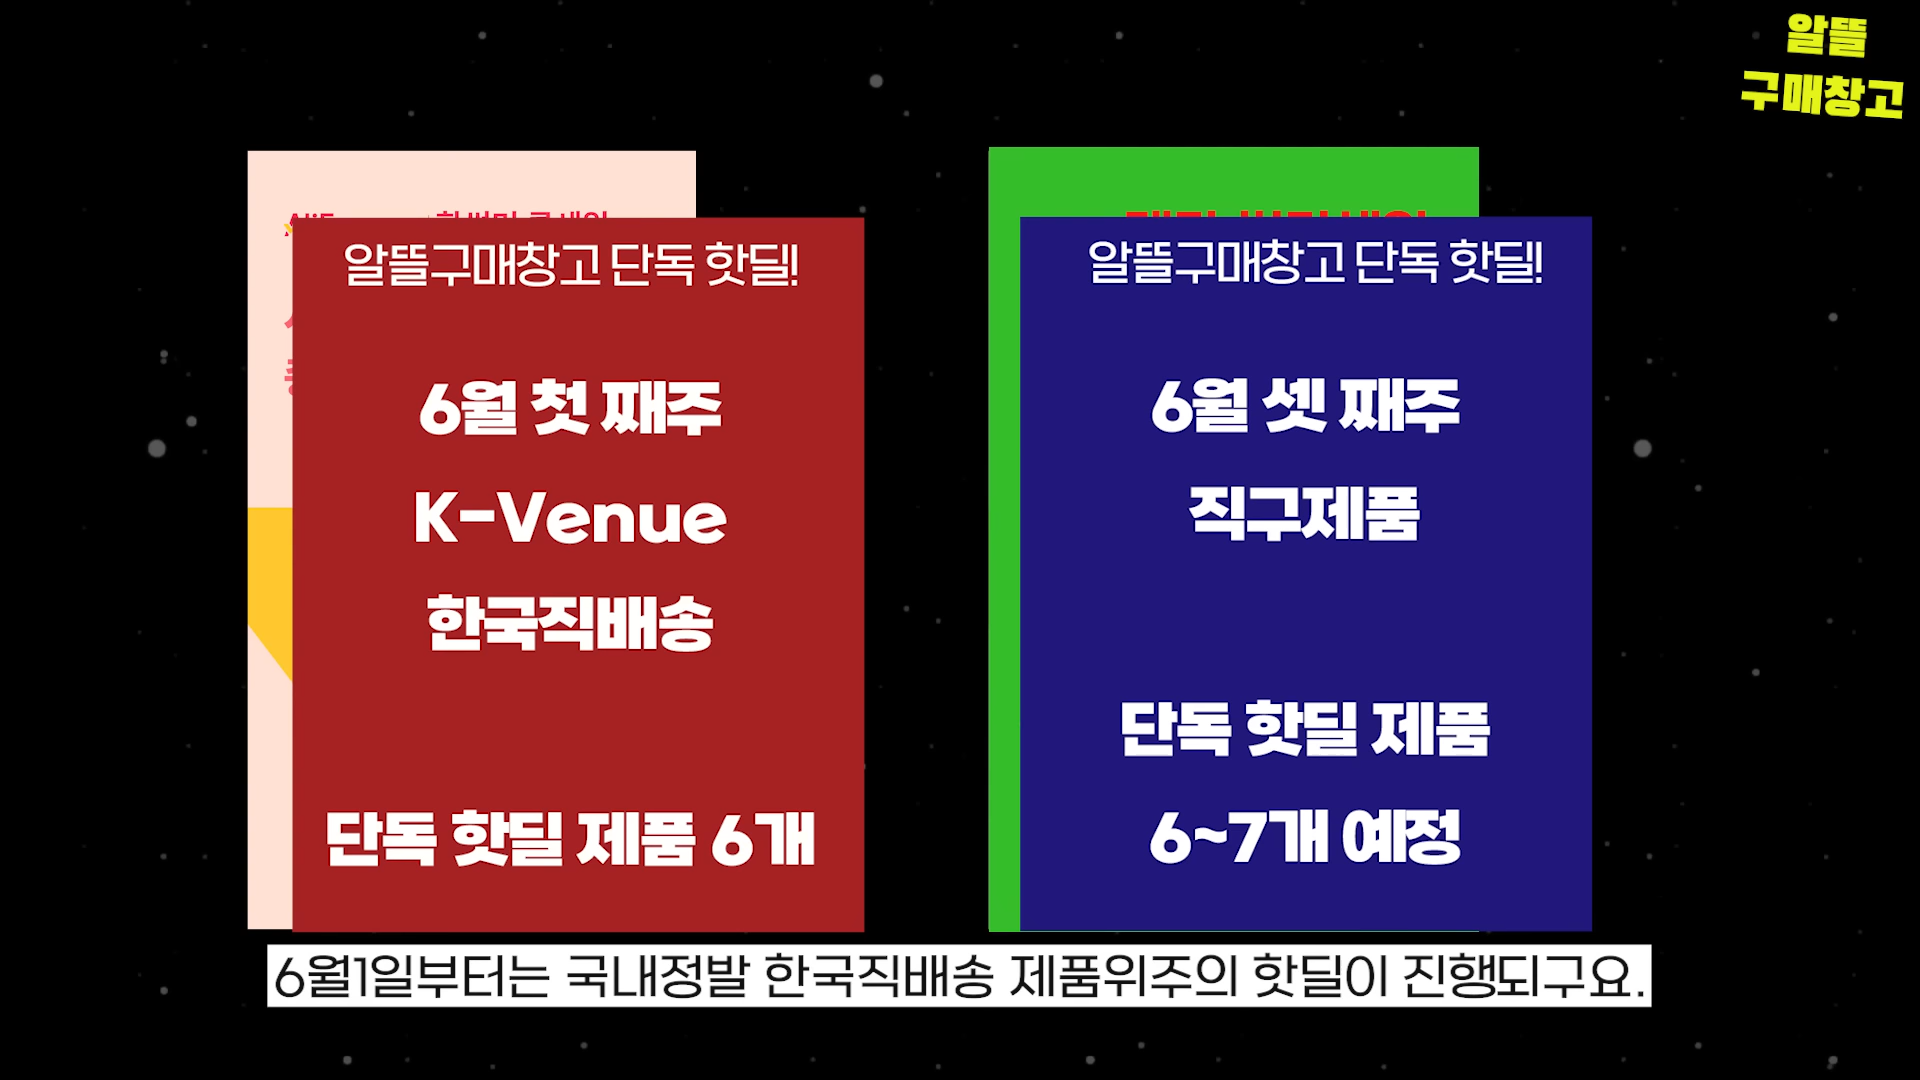 알뜰
구매창고
알뜰구매창고 단독 핫딜!
6월 첫 째주
K-Venue
한국직배송
단독 핫딜 제품 6개
알뜰구매창고 단독 핫딜!
6월 셋 째주
직구제품
단독 핫딜 제품
6~7개 예정
6월1일부터는 국내정발 한국직배송 제품위주의 핫딜이 진행되구요.